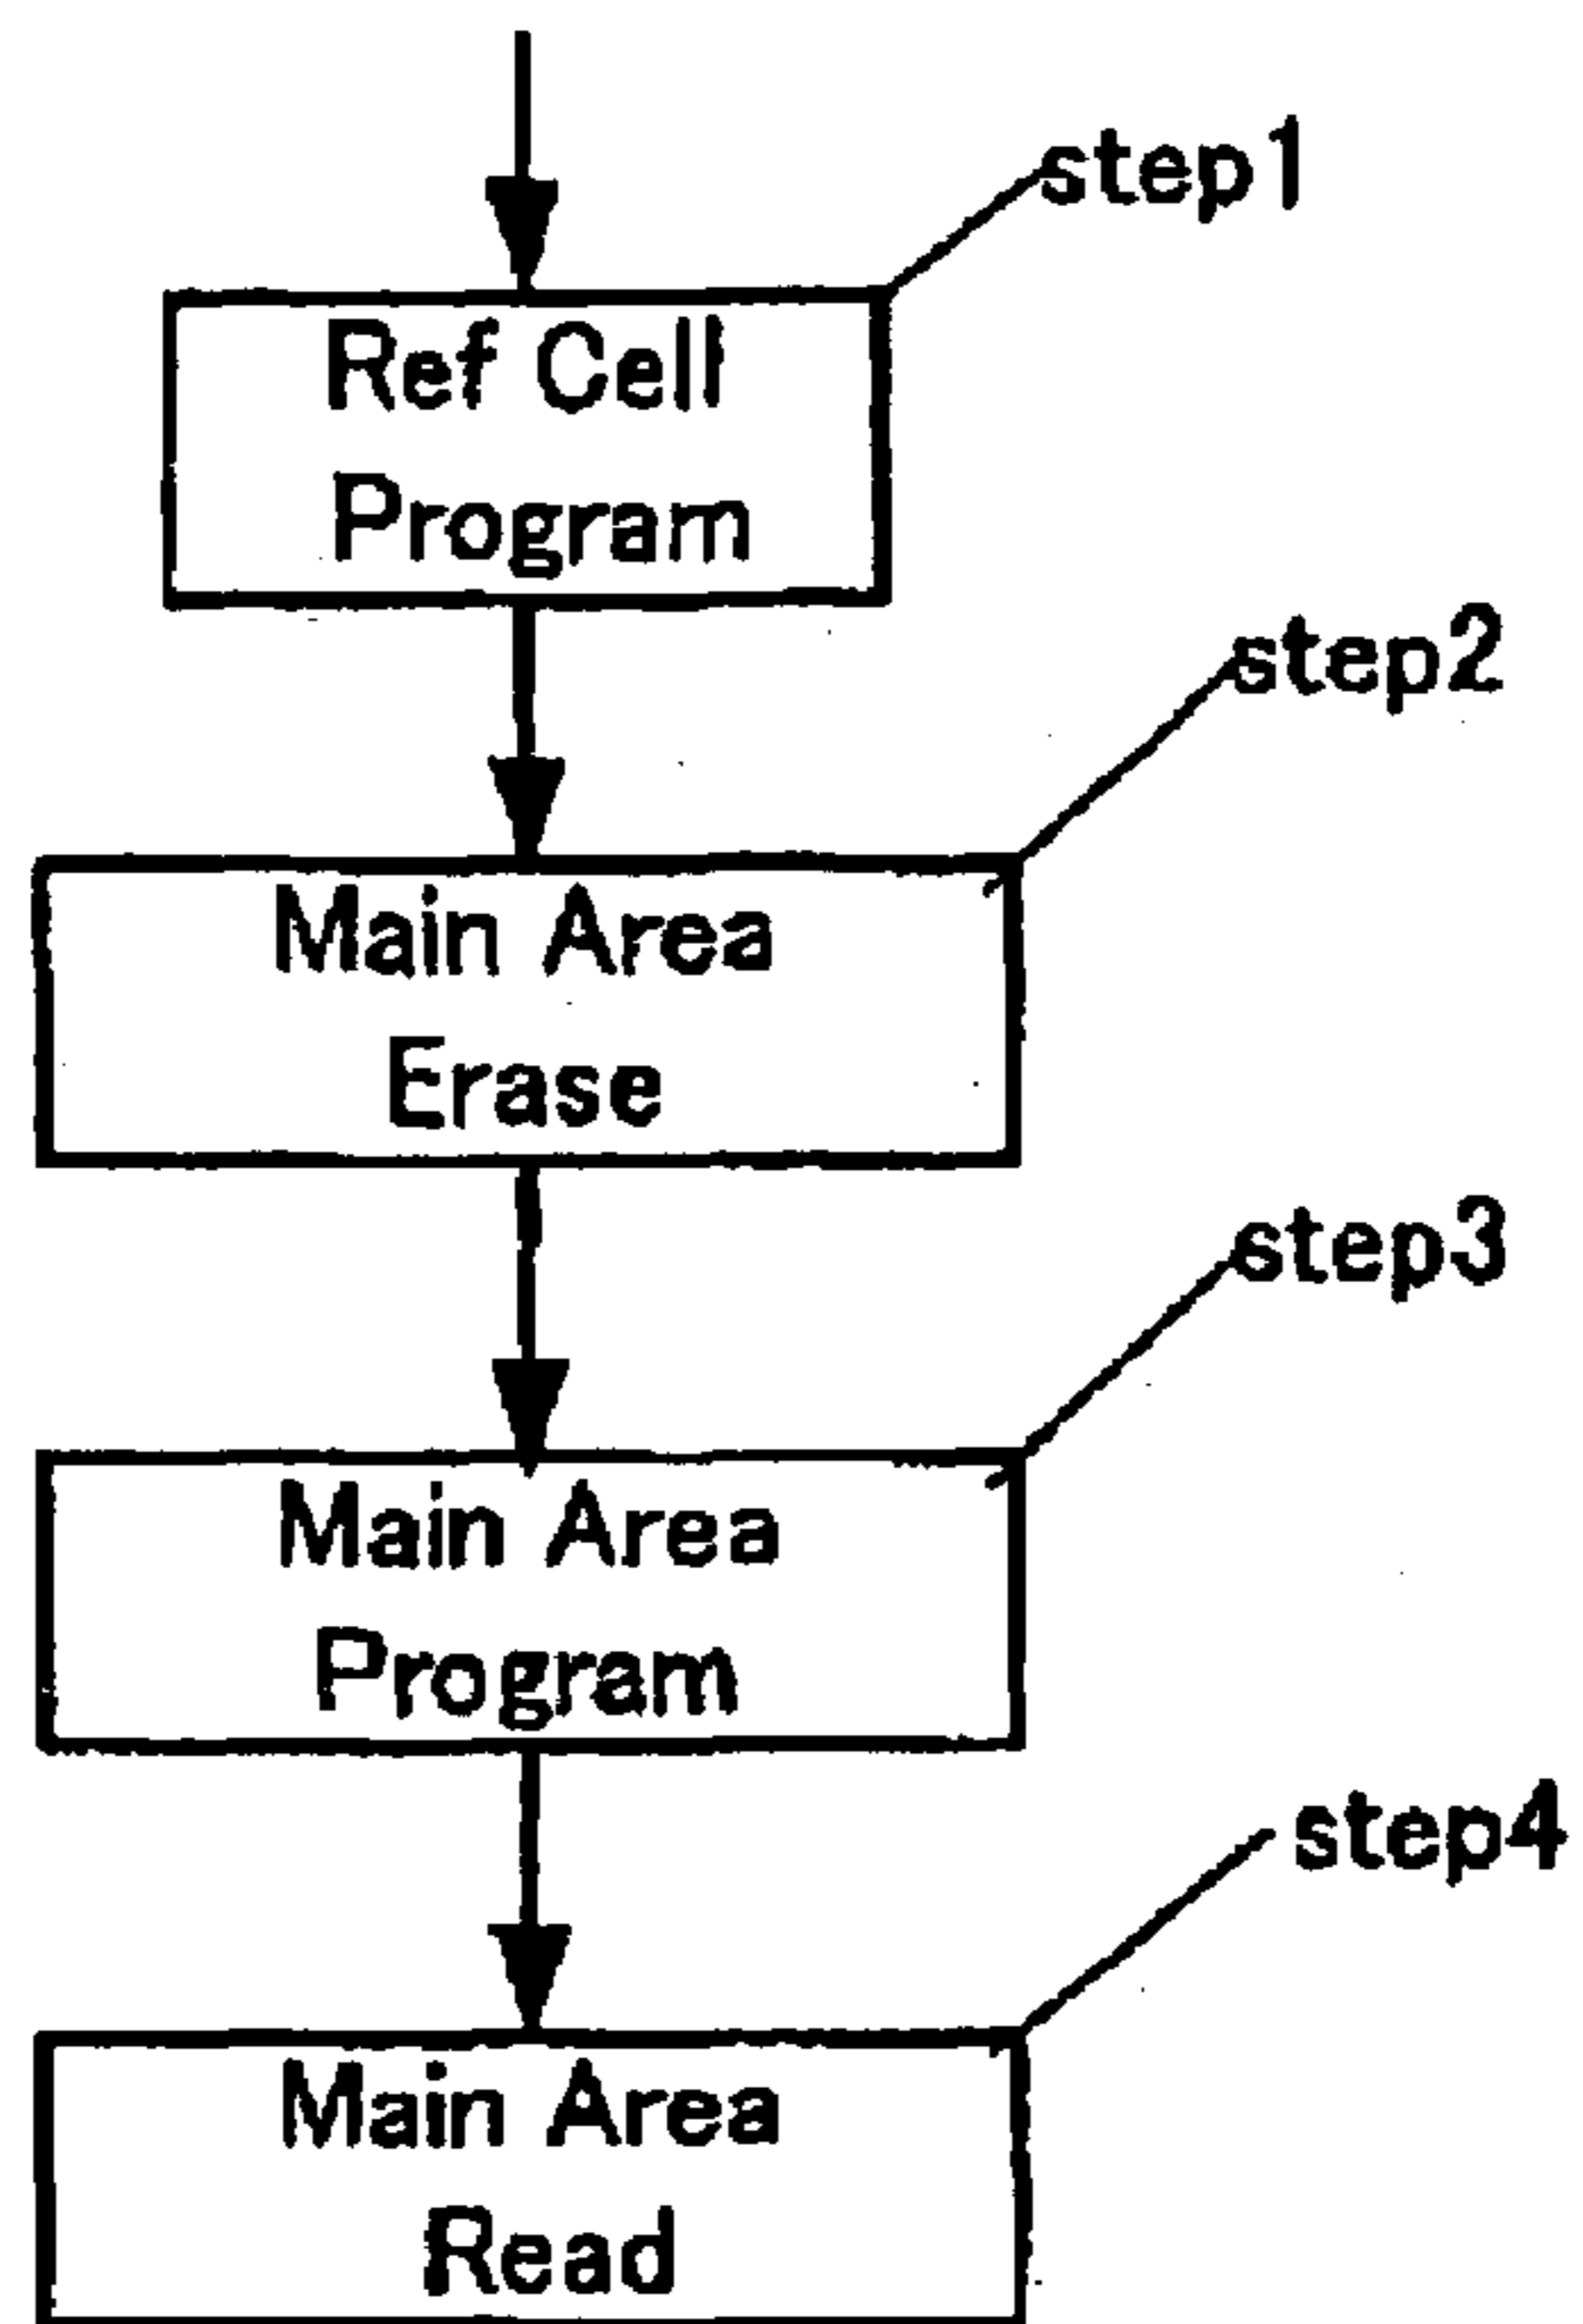 step1
Ref Cell
Program
step2
Main Area
Erase
step3
Main Area
Program
step4
Main Area
Read